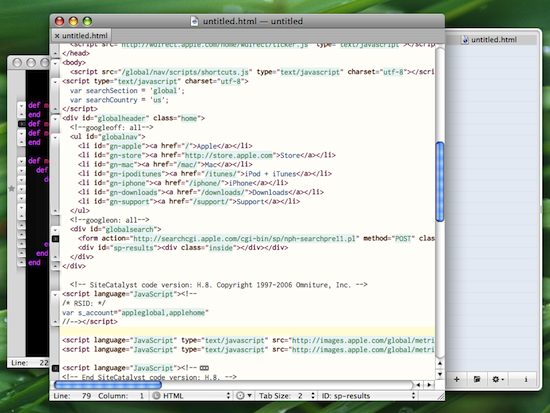 untitled.html — untitled
untitled.html
untitled.html
<script src="http://wdirect.apple.com/home/wdirect/ticker.js" type="text/javascript"></s
</head>
<body>
<script src="/global/nav/scripts/shortcuts.js" type="text/javascript" charset="utf-8"></scri
<script type="text/javascript" charset="utf-8">
var searchSection = 'global';
var searchCountry = 'us';
</script>
<div id="globalheader" class="home">
<!--googleoff: all-->
<ul id="globalnav">
<li id="gn-apple"><a href="/">Apple</a></li>
<li id="gn-store"><a href="http://store.apple.com">Store</a></li>
<li id="gn-mac"><a href="/mac/">Mac</a></li>
<li id="gn-ipoditunes"><a href="/itunes/">iPod + iTunes</a></li>
<li id="gn-iphone"><a href="/iphone/">iPhone</a></li>
<li id="gn-downloads"><a href="/downloads/">Downloads</a></li>
<li id="gn-support"><a href="/support/">Support</a></li>
</ul>
<!--googleon: all-->
<div id="globalsearch">
<form action="http://searchcgi.apple.com/cgi-bin/sp/nph-searchpre11.pl" method="POST" clas
<div id="sp-results"><div class="inside"></div></div>
</div>
</div>
<!-- SiteCatalyst code version: H.8. Copyright 1997-2006 Omniture, Inc. -->
<script language="JavaScript"><!--
/* RSID: */
var s_account="appleglobal,applehome"
//--></script>
<script language="JavaScript" type="text/javascript" src="http://images.apple.com/global/metri
<script language="JavaScript" type="text/javascript" src="http://images.apple.com/global/metri
<script language="JavaScript"><!--
<!-- End SiteCatalyst code version: H.8. -->
Line: 79 Column: 1 HTML Tab Size: 2 ID: sp-results
def m
end
def m
end
def m
def
de
end
end
Line: 22